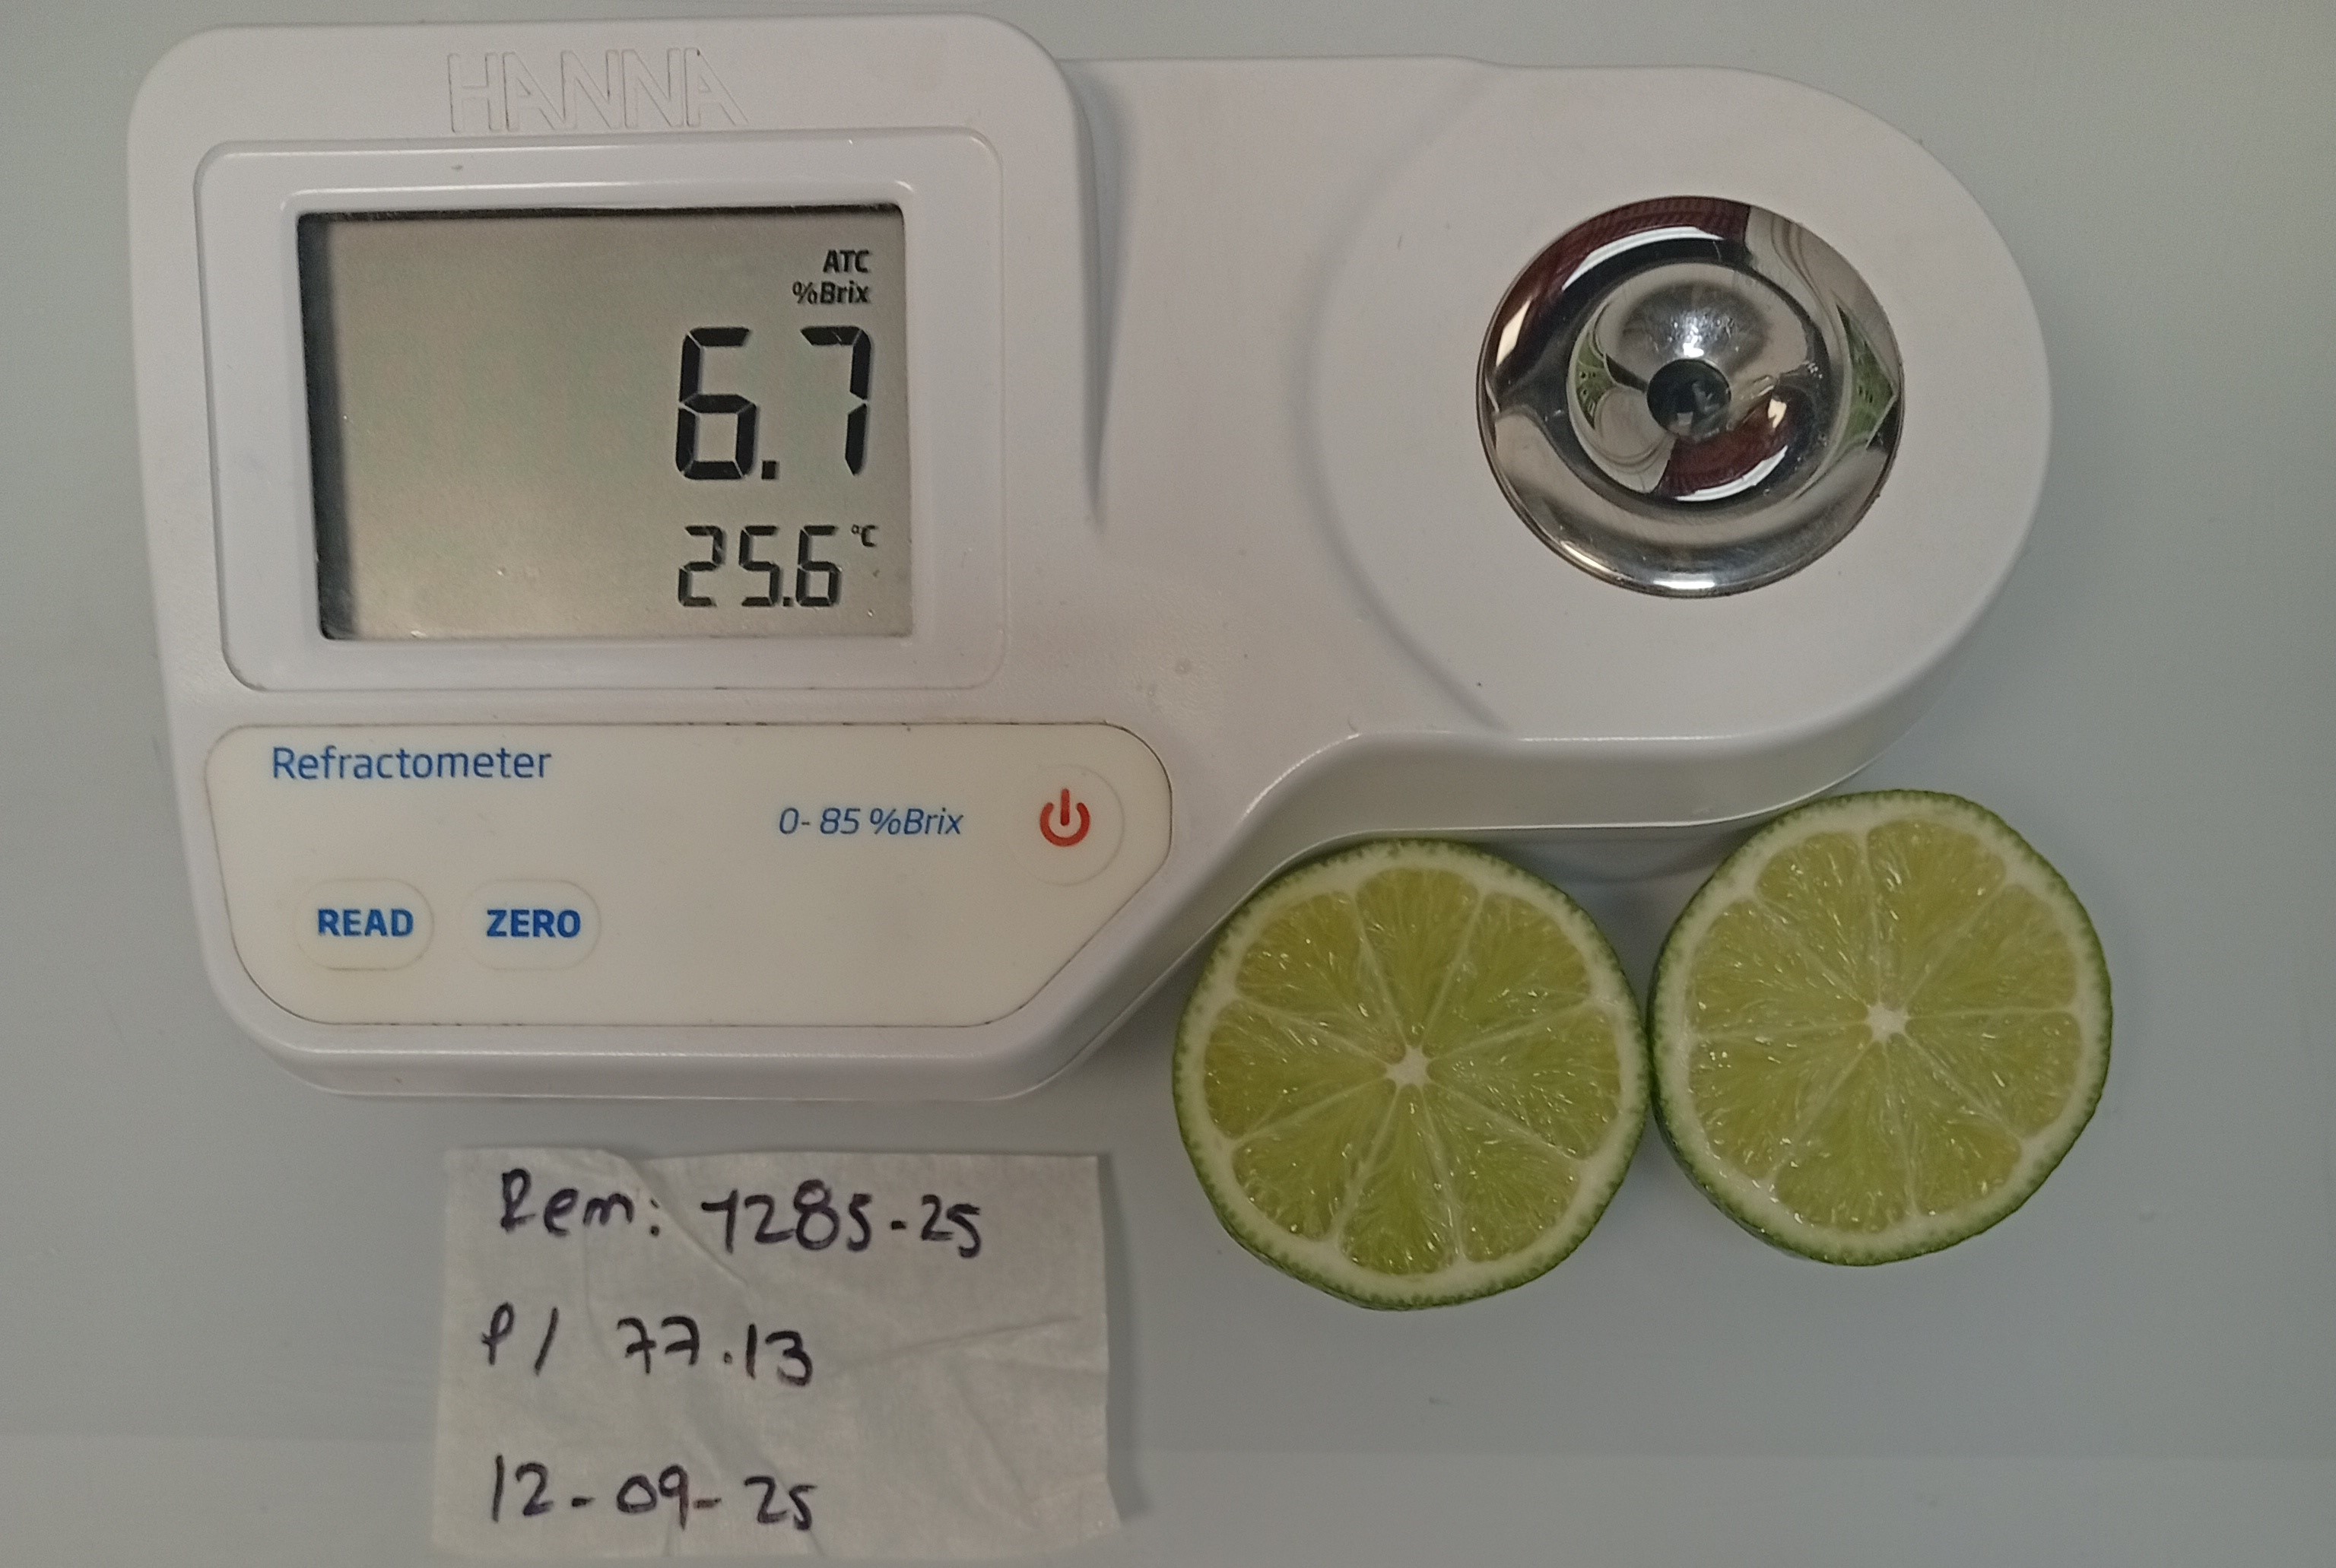 HANNA
ATC
%Brix
6.7
25.6 °C
Refractometer
0-85 %Brix
READ ZERO
Rem: 7285-25
P/ 77.13
12-09-25